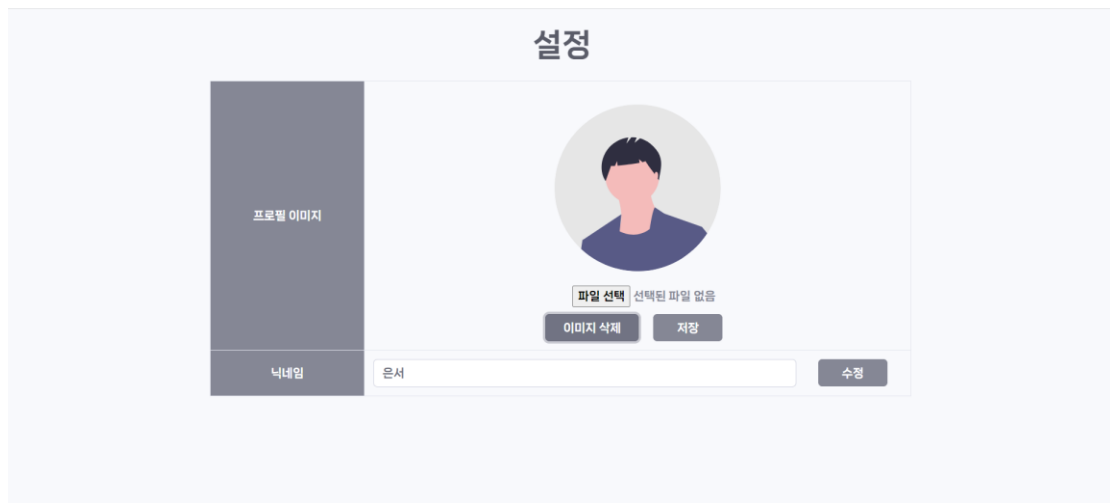 설정
프로필 이미지
파일 선택 선택된 파일 없음
이미지 삭제 저장
닉네임 은서 수정